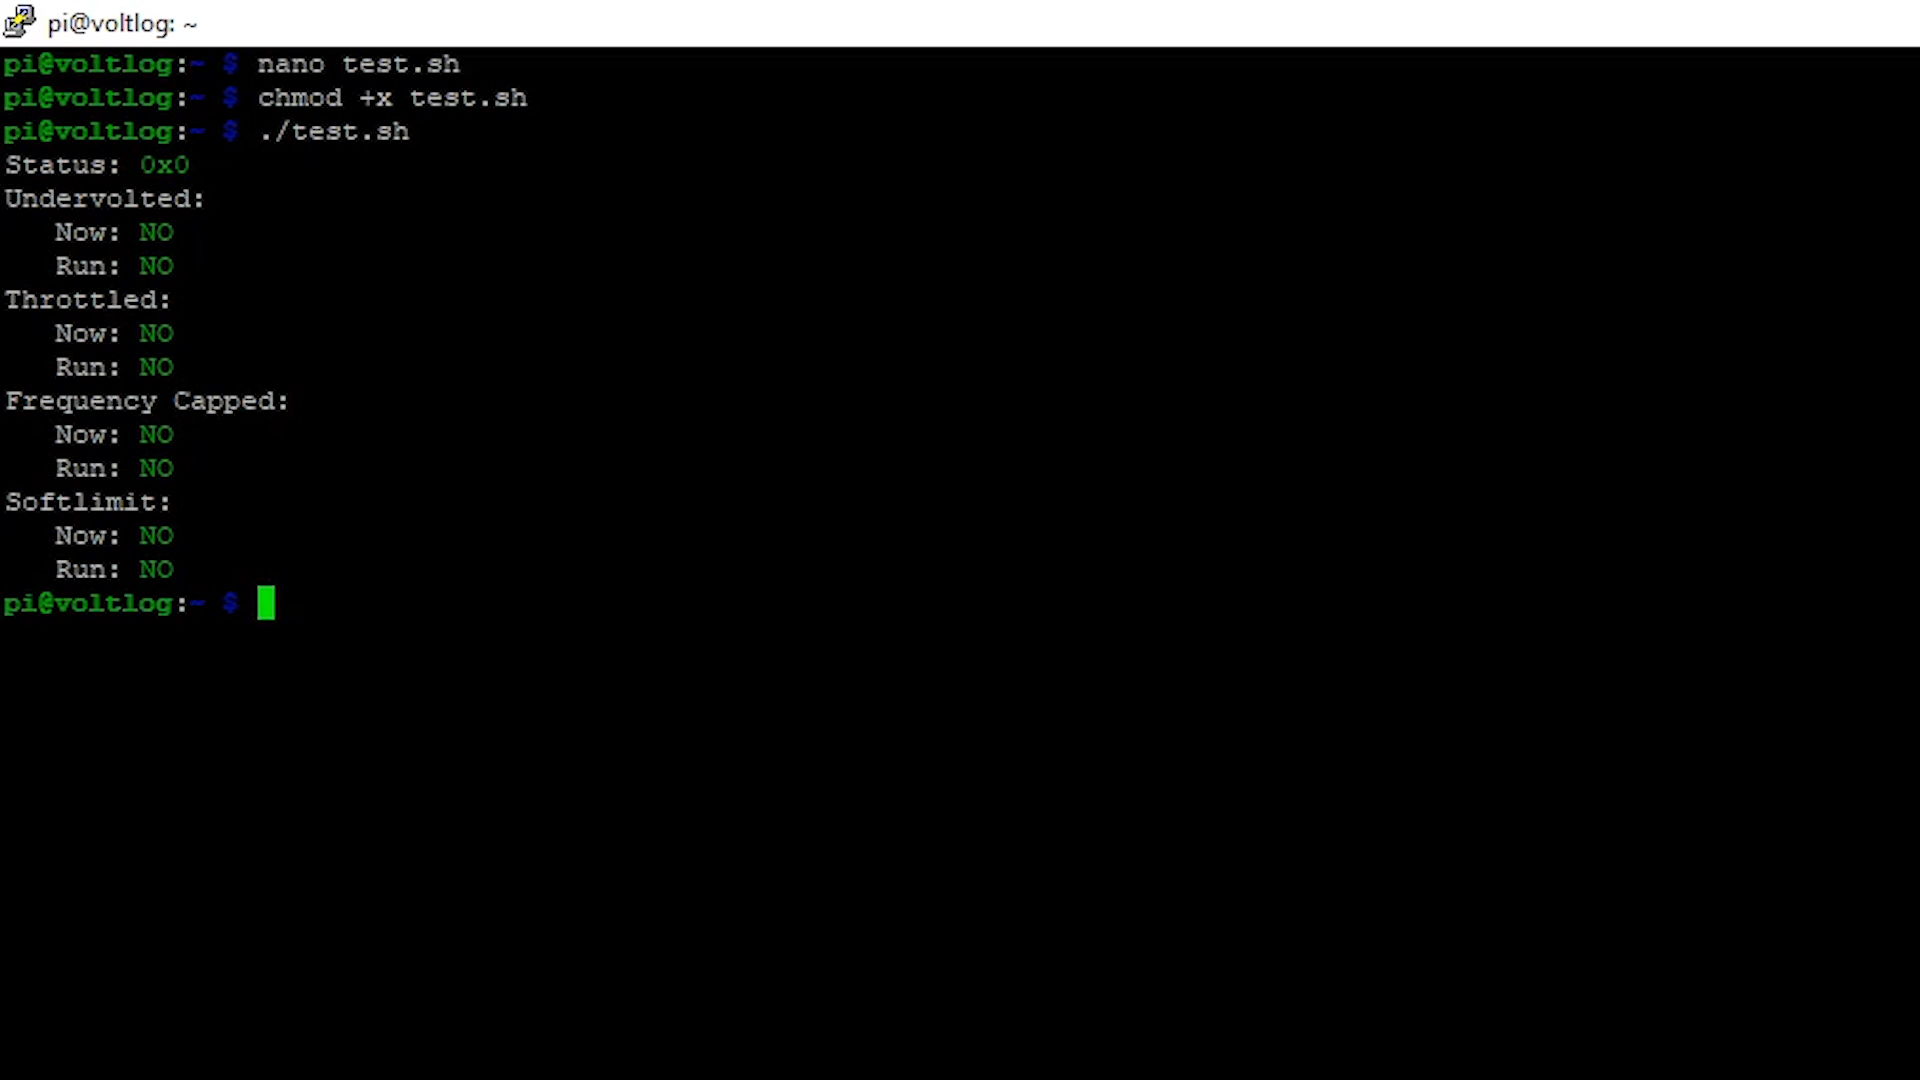 pi@voltlog: ~
pi@voltlog:~ $ nano test.sh
pi@voltlog:~ $ chmod +x test.sh
pi@voltlog:~ $ ./test.sh
Status: 0x0
Undervolted:
   Now: NO
   Run: NO
Throttled:
   Now: NO
   Run: NO
Frequency Capped:
   Now: NO
   Run: NO
Softlimit:
   Now: NO
   Run: NO
pi@voltlog:~ $